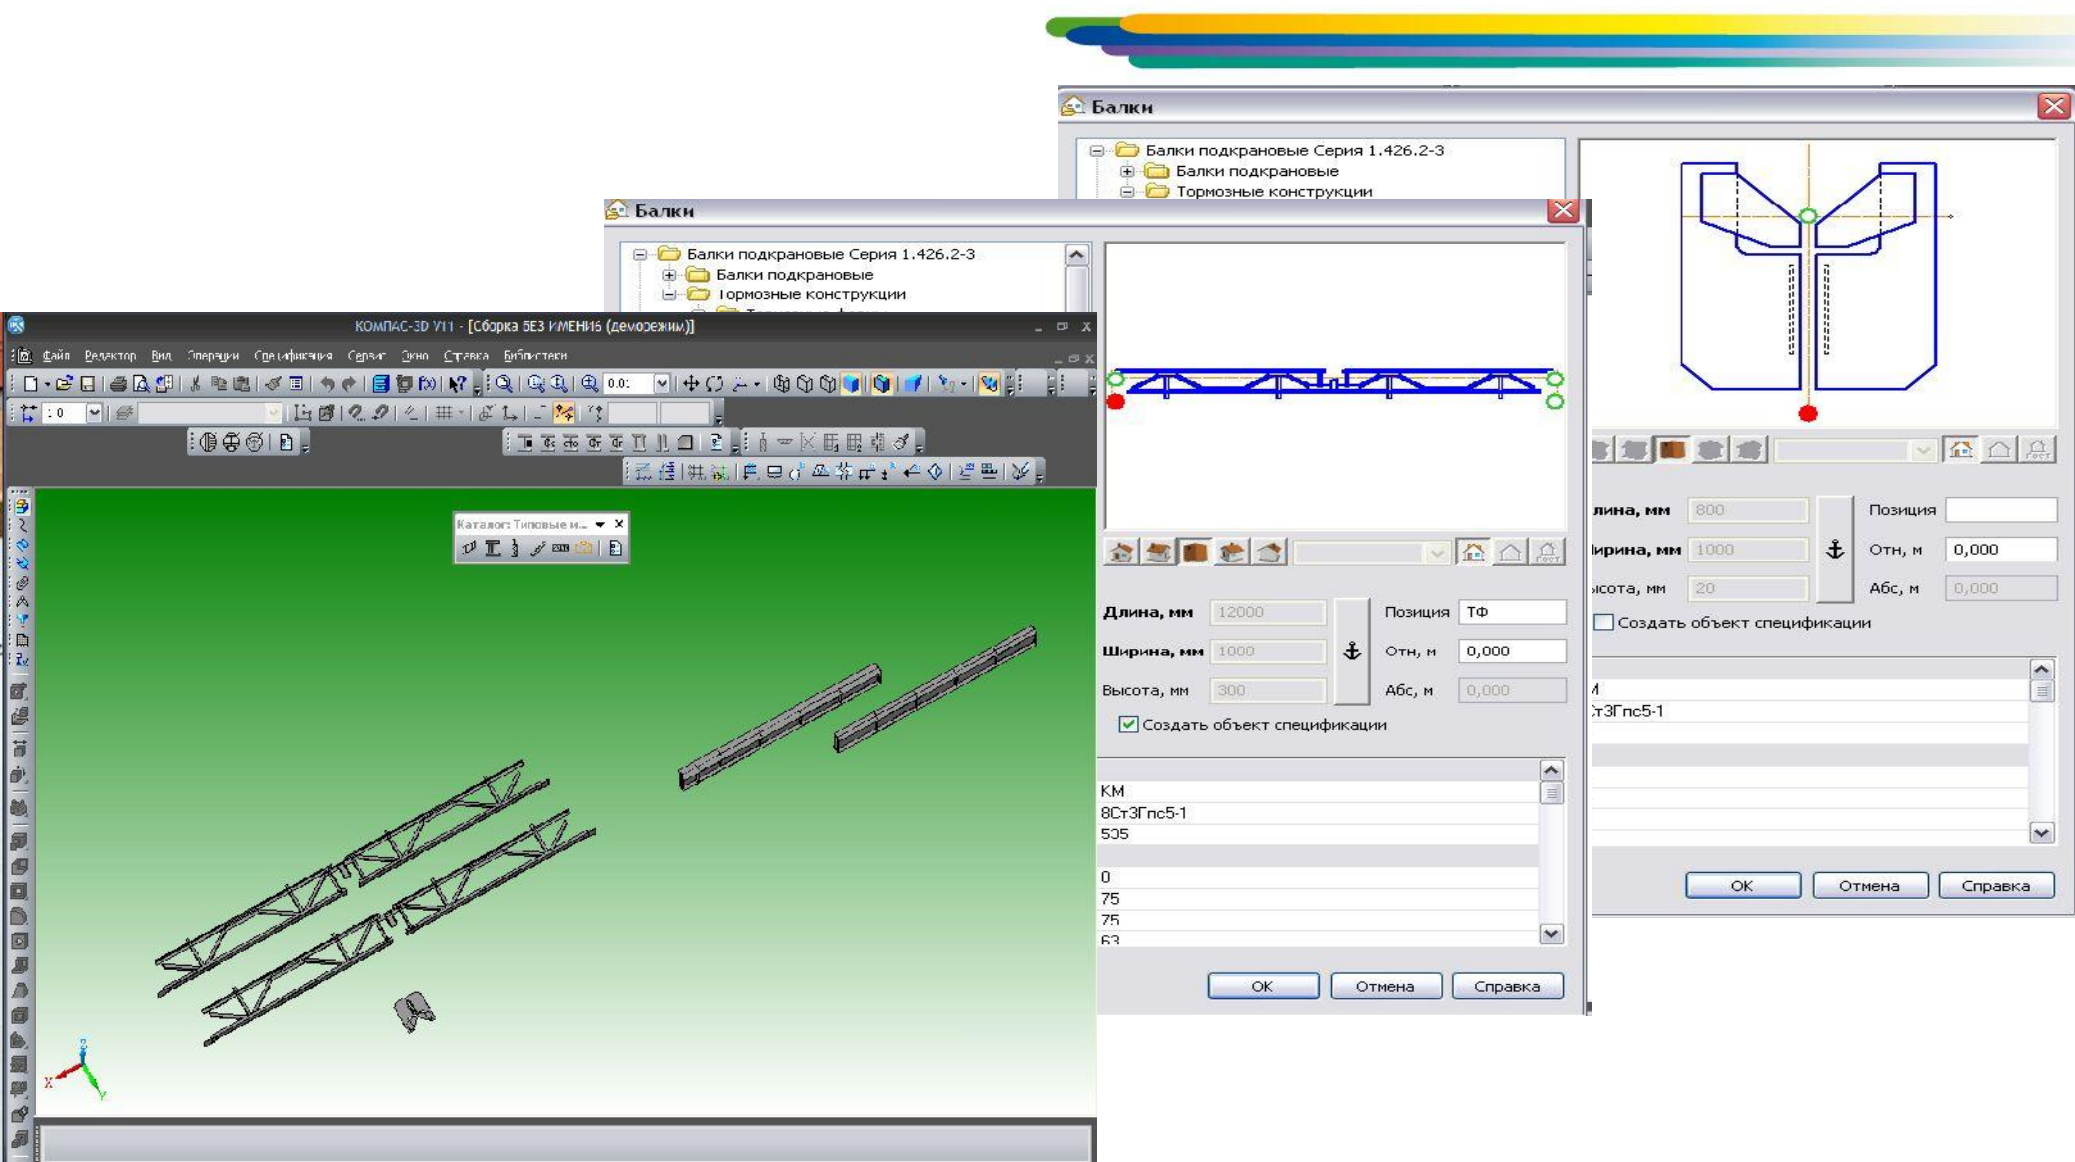 Балки
Балки подкрановые Серия 1.426.2-3
Балки подкрановые
Тормозные конструкции
лина, мм 800
ирина, мм 1000
ысота, мм 20
Позиция
Отн, м 0,000
Абс, м 0,000
Создать объект спецификации
т3Гпс5-1
ОК
Отмена
Справка
Балки
Балки подкрановые Серия 1.426.2-3
Балки подкрановые
Тормозные конструкции
Длина, мм 12000
Ширина, мм 1000
Высота, мм 300
Позиция ТФ
Отн, м 0,000
Абс, м 0,000
Создать объект спецификации
КМ
8Ст3Гпс5-1
505
0
75
75
63
ОК
Отмена
Справка
КОМПАС-3D V11 - [Сборка БЕЗ ИМЕНИ6 (деморежим)]
Файл Редактор Вид Операции Спецификация Сервис Окно Справка Библиотеки
Каталог: Типовые и...
Z
X
Y